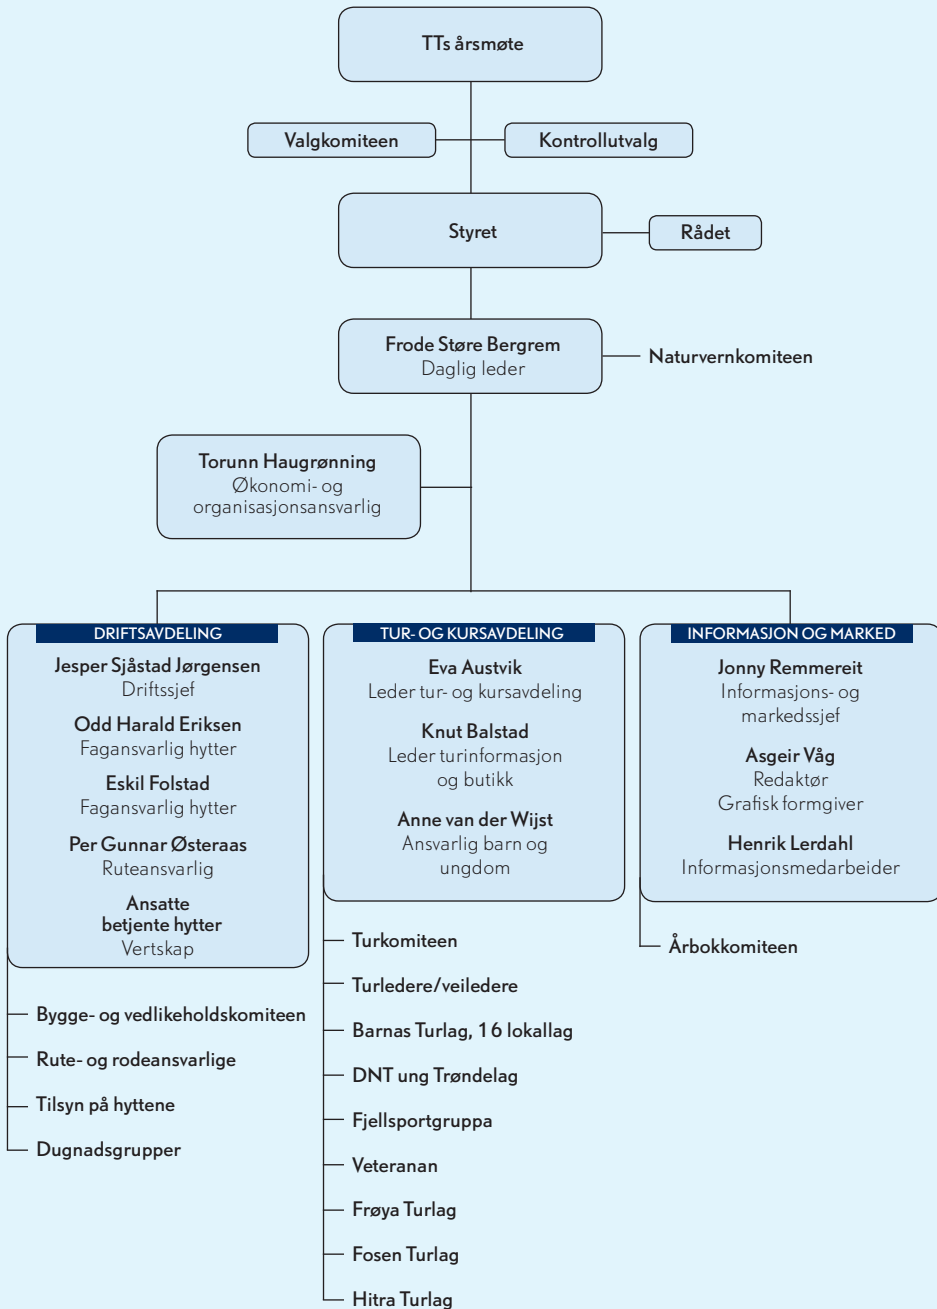 TTs årsmøte
Valgkomiteen
Kontrollutvalg
Styret
Rådet
Frode Støre Bergrem
Daglig leder
Naturvernkomiteen
Torunn Haugrønning
Økonomi- og
organisasjonsansvarlig
DRIFTSAVDELING
Jesper Sjåstad Jørgensen
Driftssjef
Odd Harald Eriksen
Fagansvarlig hytter
Eskil Folstad
Fagansvarlig hytter
Per Gunnar Østeraas
Ruteansvarlig
Ansatte
betjente hytter
Vertskap
Bygge- og vedlikeholdskomiteen
Rute- og rodeansvarlige
Tilsyn på hyttene
Dugnadsgrupper
TUR- OG KURSAVDELING
Eva Austvik
Leder tur- og kursavdeling
Knut Balstad
Leder turinformasjon
og butikk
Anne van der Wijst
Ansvarlig barn og
ungdom
Turkomiteen
Turledere/veiledere
Barnas Turlag, 16 lokallag
DNT ung Trøndelag
Fjellsportgruppa
Veteranan
Frøya Turlag
Fosen Turlag
Hitra Turlag
INFORMASJON OG MARKED
Jonny Remmereit
Informasjons- og
markedssjef
Asgeir Våg
Redaktør
Grafisk formgiver
Henrik Lerdahl
Informasjonsmedarbeider
Årbokkomiteen